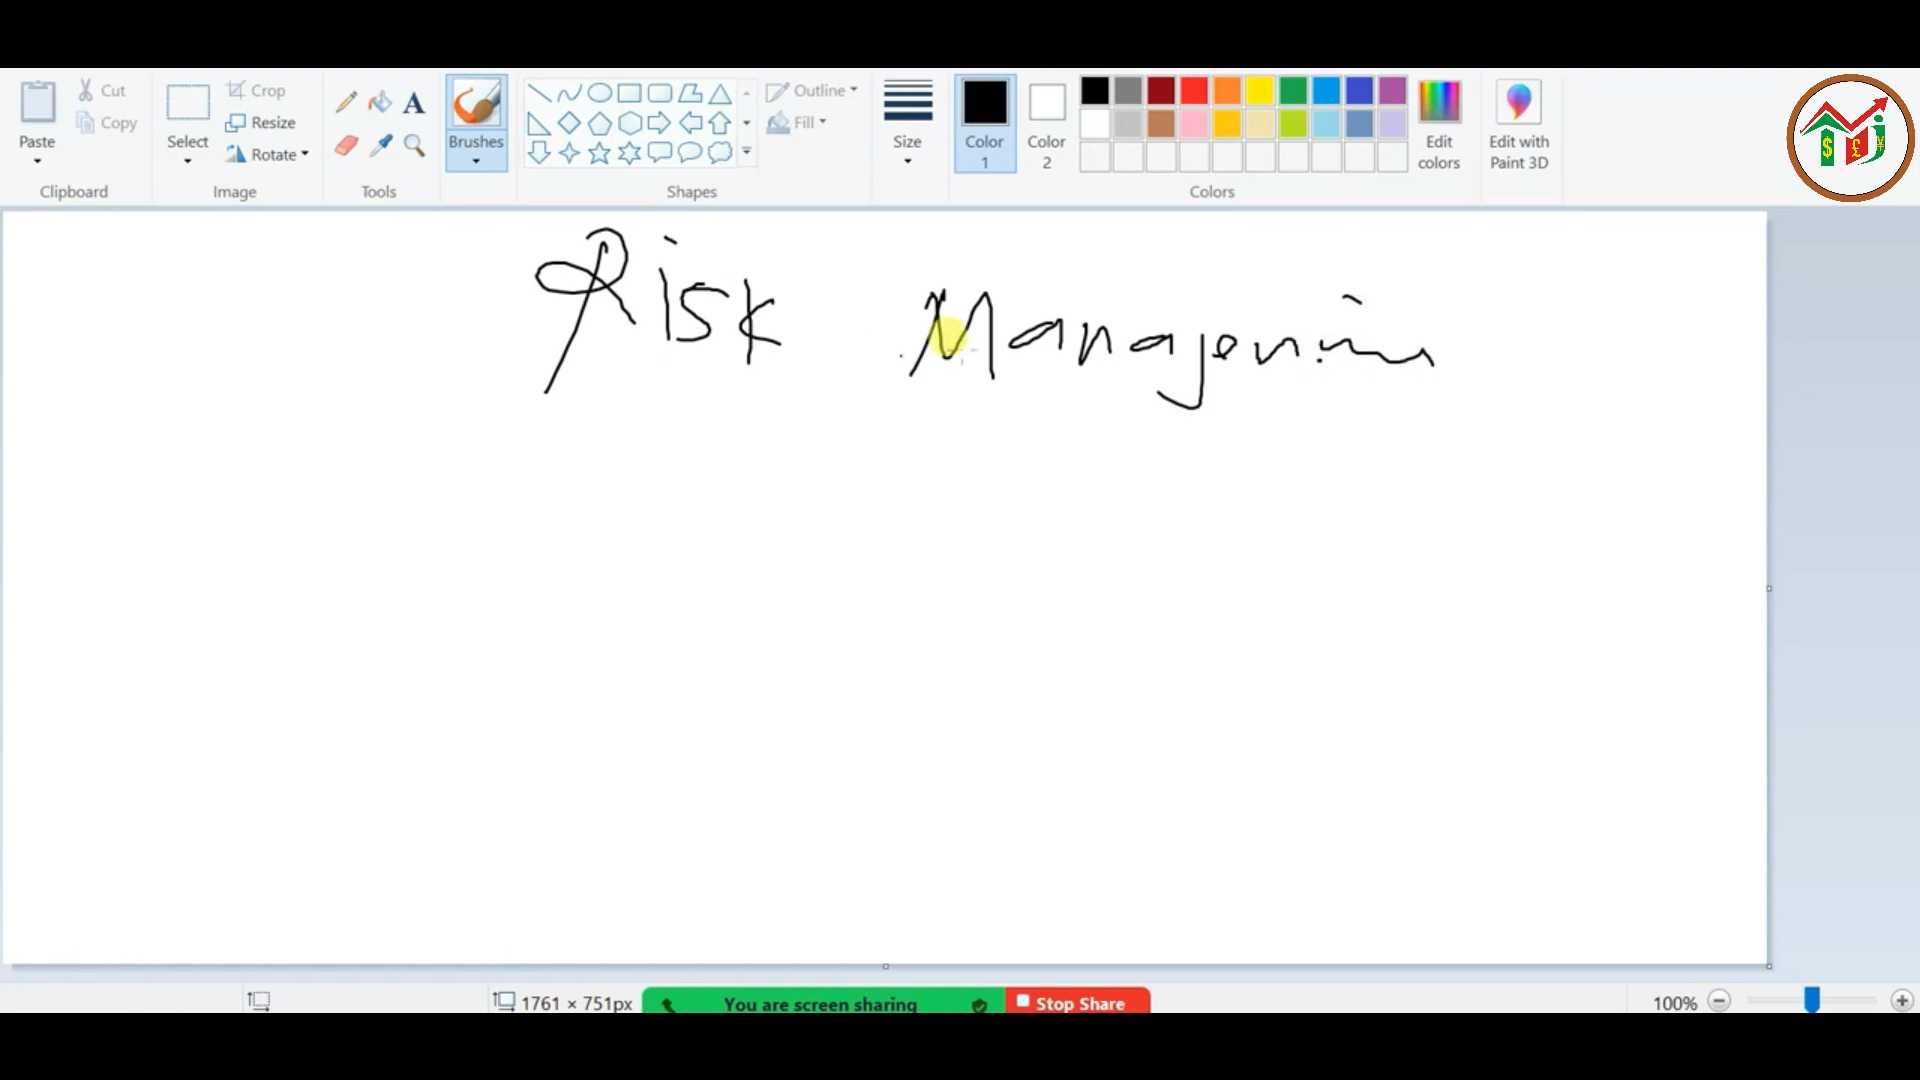 Cut
Copy
Paste
Clipboard
Crop
Resize
Rotate
Select
Image
Tools
Brushes
Outline
Fill
Shapes
Size
Color 1
Color 2
Edit colors
Edit with Paint 3D
Colors
$ £ ¥
Risk
1761 × 751px
You are screen sharing
Stop Share
100%